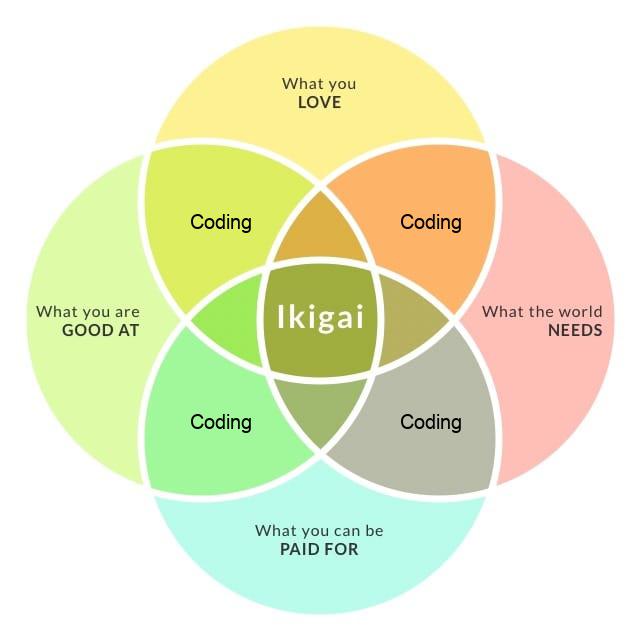 What you
LOVE
Coding
Coding
What you are
GOOD AT
Ikigai
What the world
NEEDS
Coding
Coding
What you can be
PAID FOR